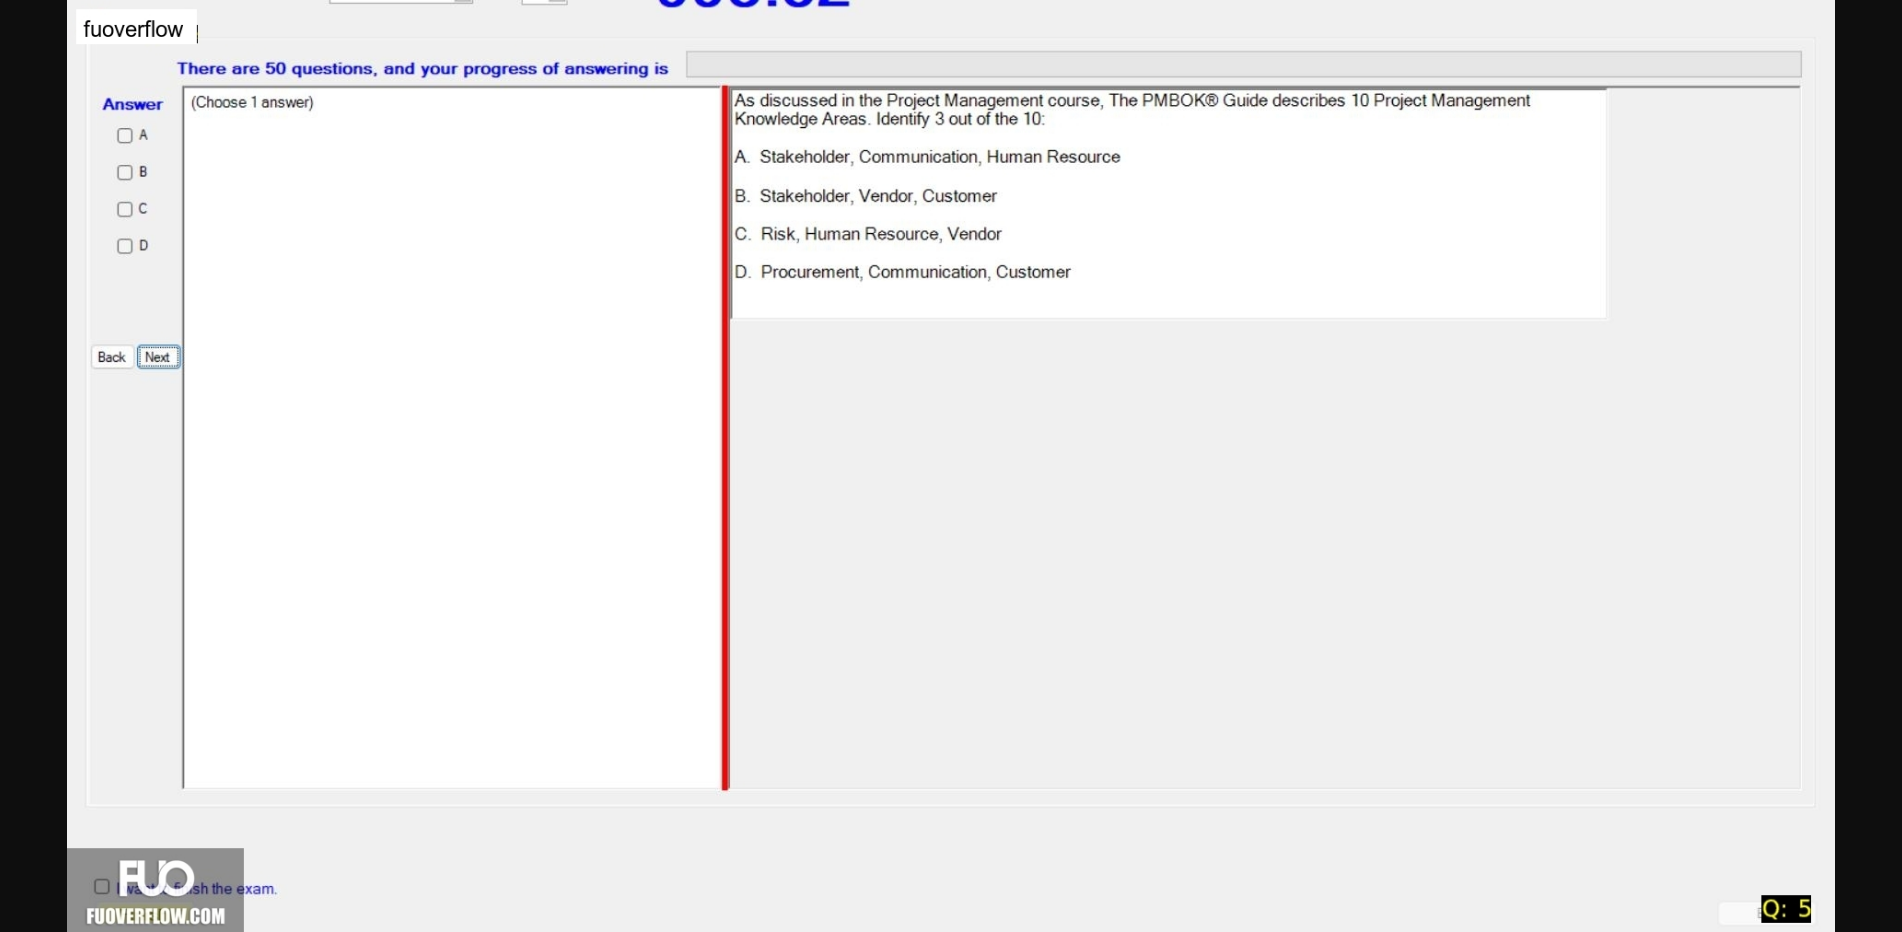 fuoverflow
There are 50 questions, and your progress of answering is
Answer
(Choose 1 answer)
A
B
C
D
Back Next
As discussed in the Project Management course, The PMBOK® Guide describes 10 Project Management
Knowledge Areas. Identify 3 out of the 10:
A. Stakeholder, Communication, Human Resource
B. Stakeholder, Vendor, Customer
C. Risk, Human Resource, Vendor
D. Procurement, Communication, Customer
FUO
the exam.
FUOVERFLOW.COM
Q: 5